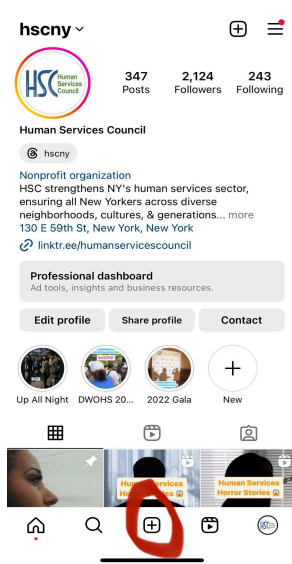 hscny
HSC Human
Services
Council
347
Posts
2,124
Followers
243
Following
Human Services Council
hscny
Nonprofit organization
HSC strengthens NY's human services sector,
ensuring all New Yorkers across diverse
neighborhoods, cultures, & generations... more
130 E 59th St, New York, New York
linktr.ee/humanservicescouncil
Professional dashboard
Ad tools, insights and business resources.
Edit profile
Share profile
Contact
Up All Night
DWOHS 20...
2022 Gala
New
Human Services
Horror Stories
Human Services
Horror Stories